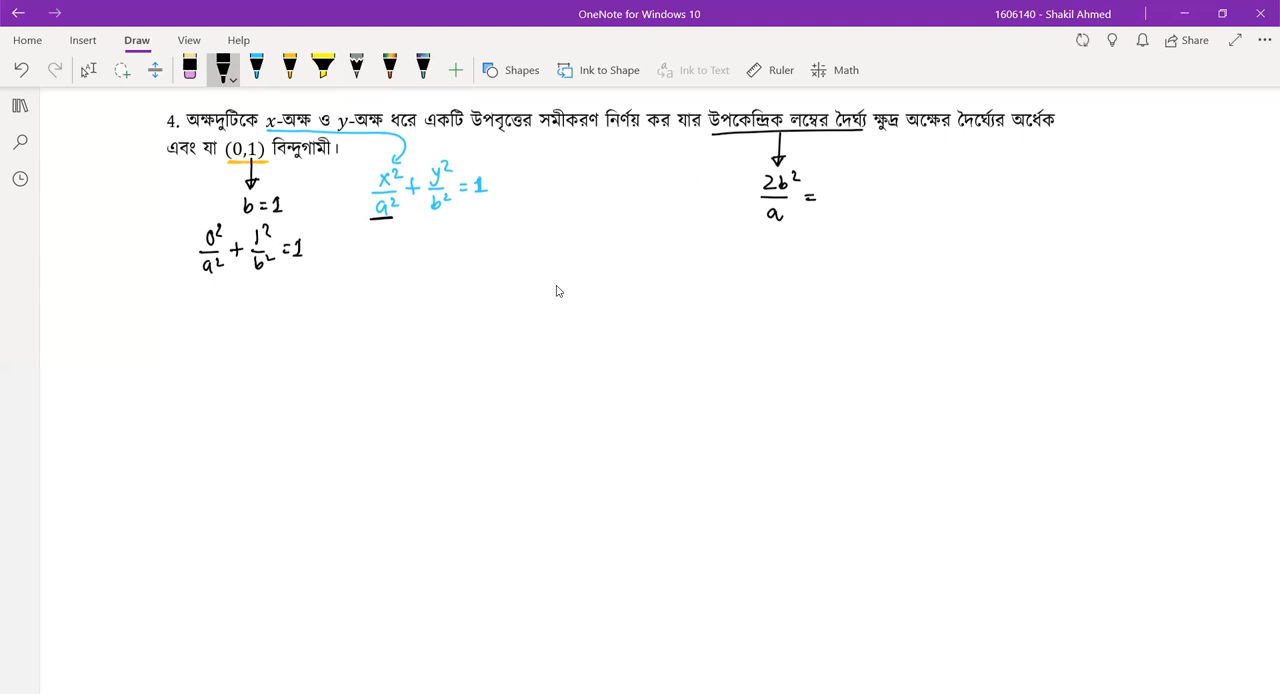 OneNote for Windows 10
1606140 - Shakil Ahmed
Home Insert Draw View Help
Share
Shapes Ink to Shape Ink to Text Ruler Math
4. অক্ষদুটিকে x-অক্ষ ও y-অক্ষ ধরে একটি উপবৃত্তের সমীকরণ নির্ণয় কর যার উপকেন্দ্রিক লম্বের দৈর্ঘ্য ক্ষুদ্র অক্ষের দৈর্ঘ্যের অর্ধেক
এবং যা (0,1) বিন্দুগামী।
x²/a² + y²/b² = 1
2b²/a =
b = 1
0²/a² + 1²/b² = 1